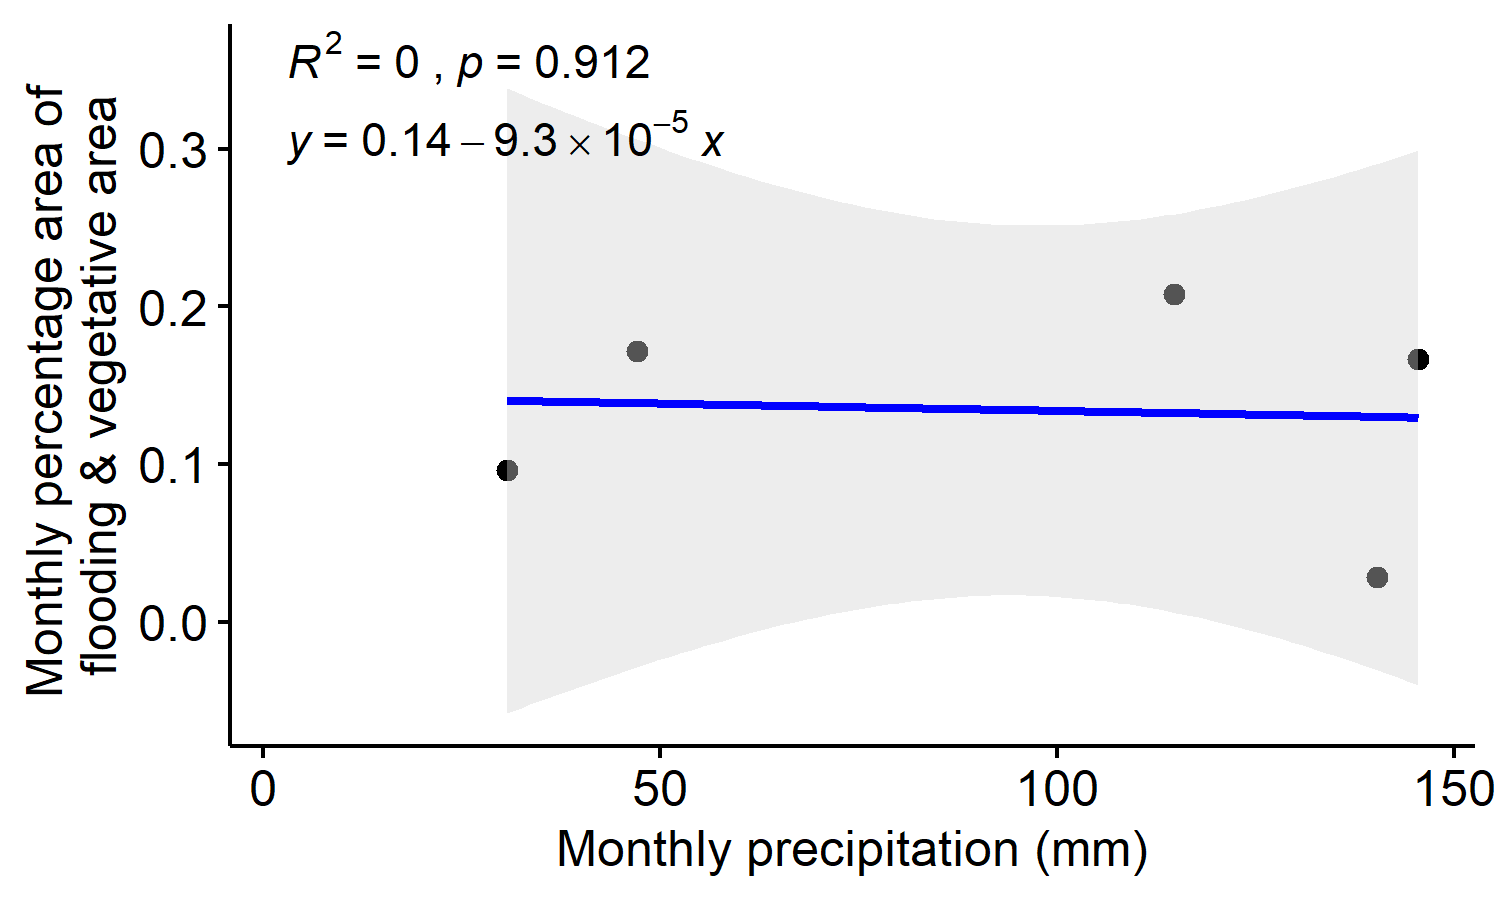 R² = 0 , p = 0.912
y = 0.14 − 9.3 × 10⁻⁵ x
Monthly percentage area of
flooding & vegetative area
0.3
0.2
0.1
0.0
0 50 100 150
Monthly precipitation (mm)